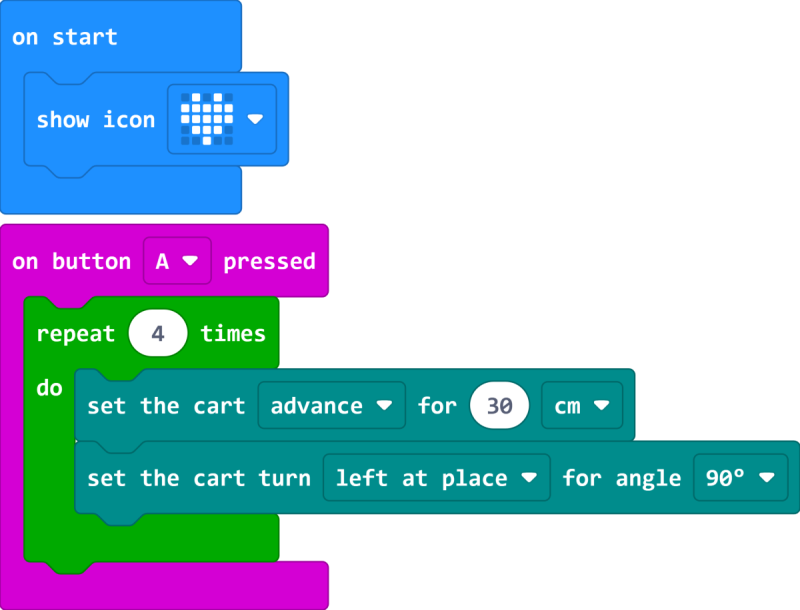 on start
show icon
on button A pressed
repeat 4 times
do
set the cart advance for 30 cm
set the cart turn left at place for angle 90°